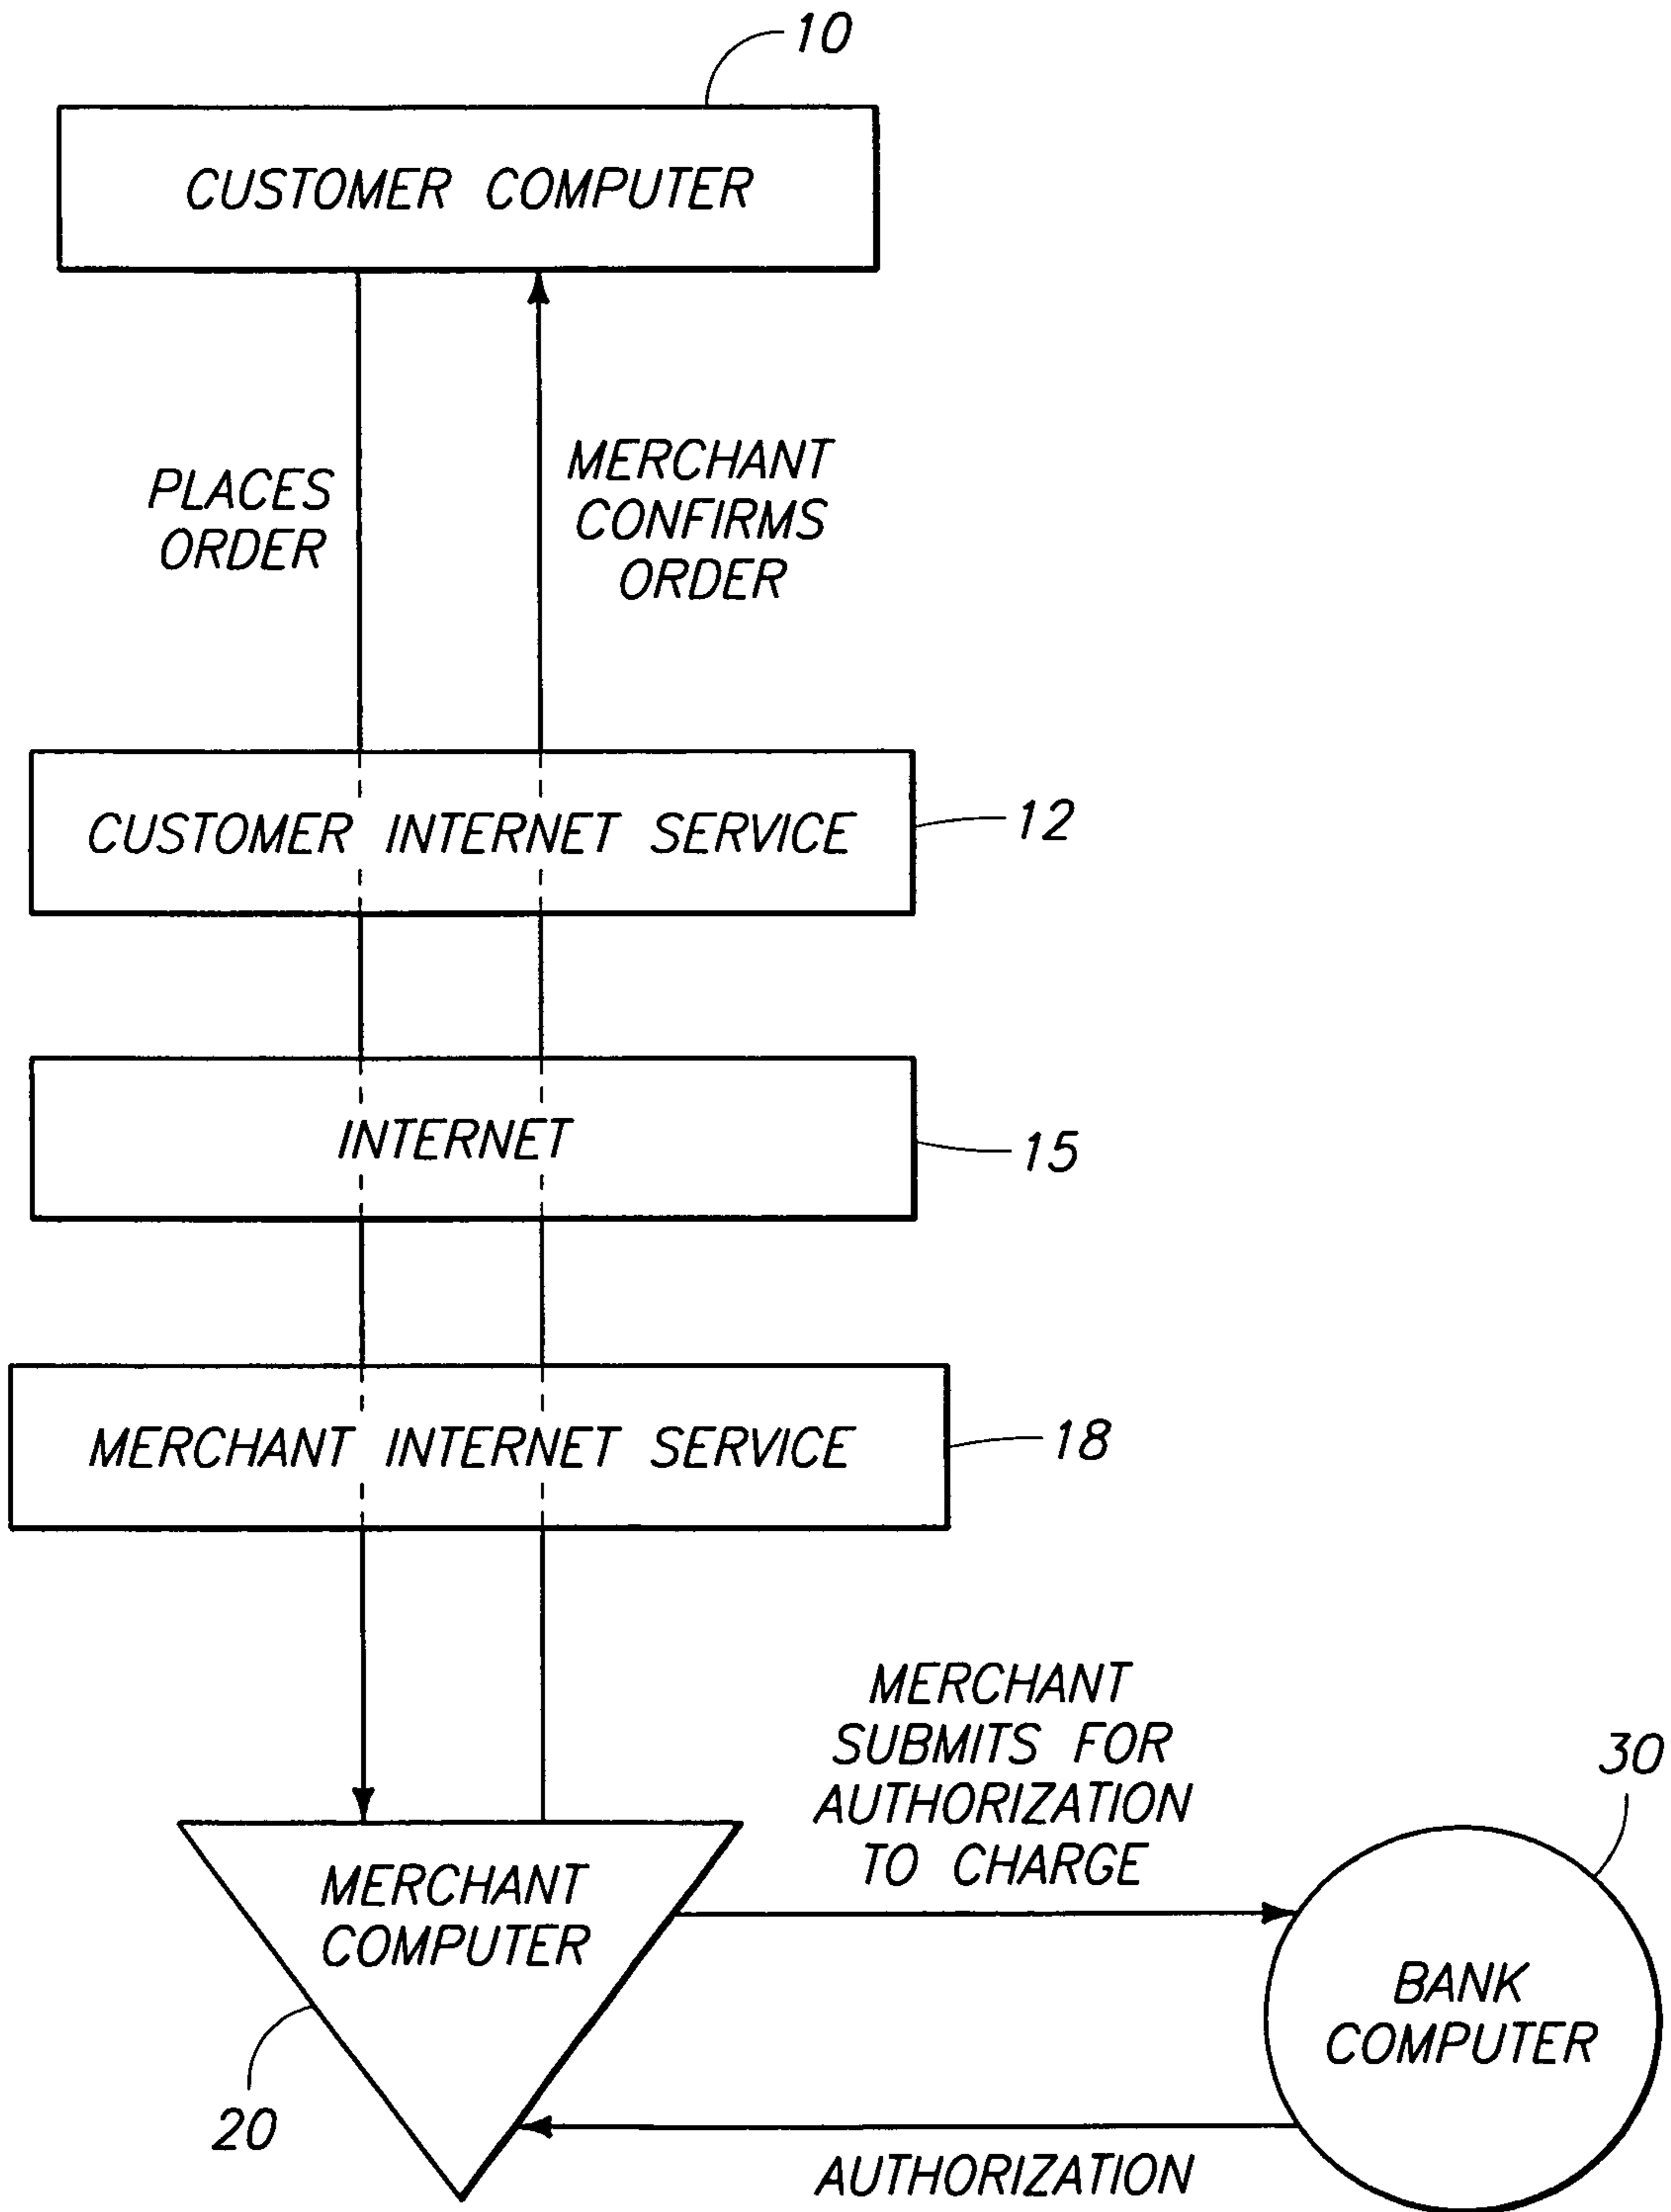 10
CUSTOMER COMPUTER
PLACES
ORDER
MERCHANT
CONFIRMS
ORDER
CUSTOMER INTERNET SERVICE
12
INTERNET
15
MERCHANT INTERNET SERVICE
18
MERCHANT
SUBMITS FOR
AUTHORIZATION
TO CHARGE
30
MERCHANT
COMPUTER
BANK
COMPUTER
20
AUTHORIZATION